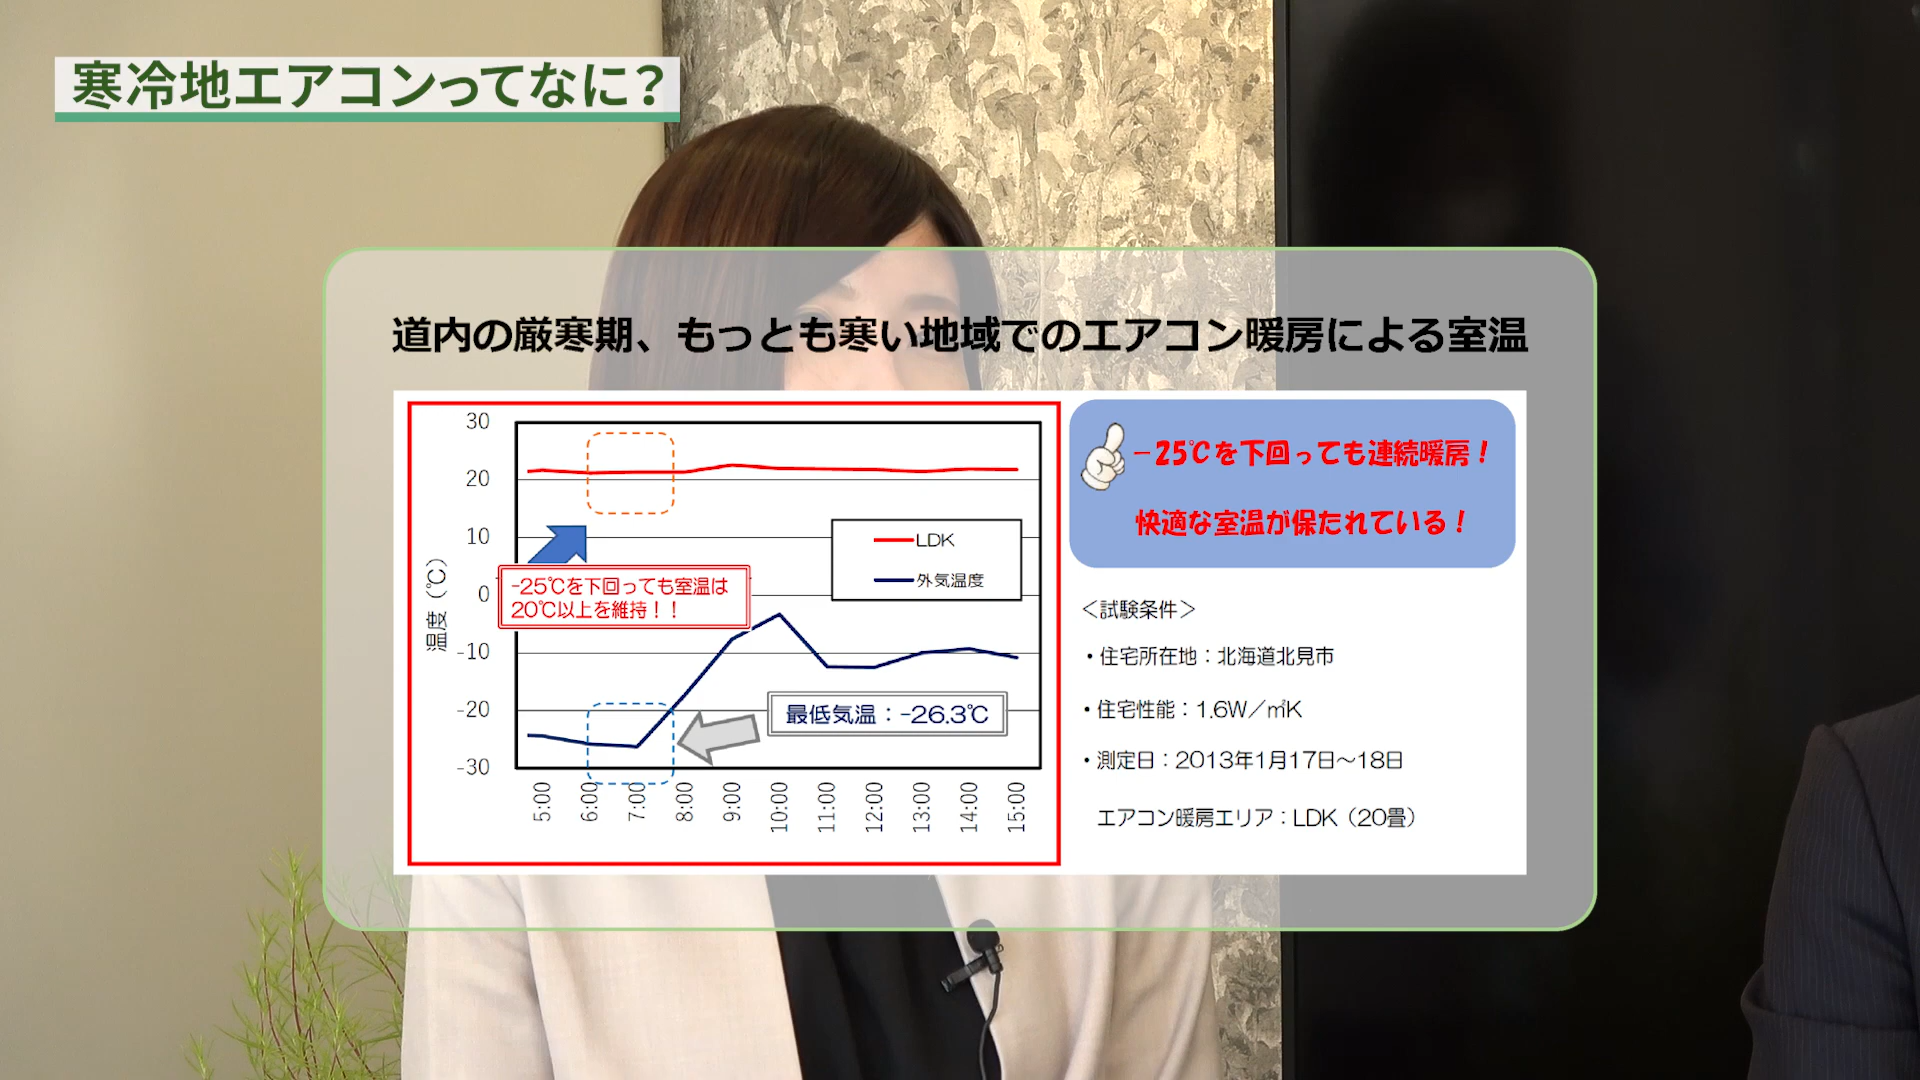 寒冷地エアコンってなに？
道内の厳寒期、もっとも寒い地域でのエアコン暖房による室温
30
20
10
0
-10
-20
-30
温度（℃）
LDK
外気温度
-25℃を下回っても室温は
20℃以上を維持！！
最低気温：-26.3℃
5:00
6:00
7:00
8:00
9:00
10:00
11:00
12:00
13:00
14:00
15:00
－25℃を下回っても連続暖房！
快適な室温が保たれている！
＜試験条件＞
・住宅所在地：北海道北見市
・住宅性能：1.6W／㎡K
・測定日：2013年1月17日～18日
エアコン暖房エリア：LDK（20畳）